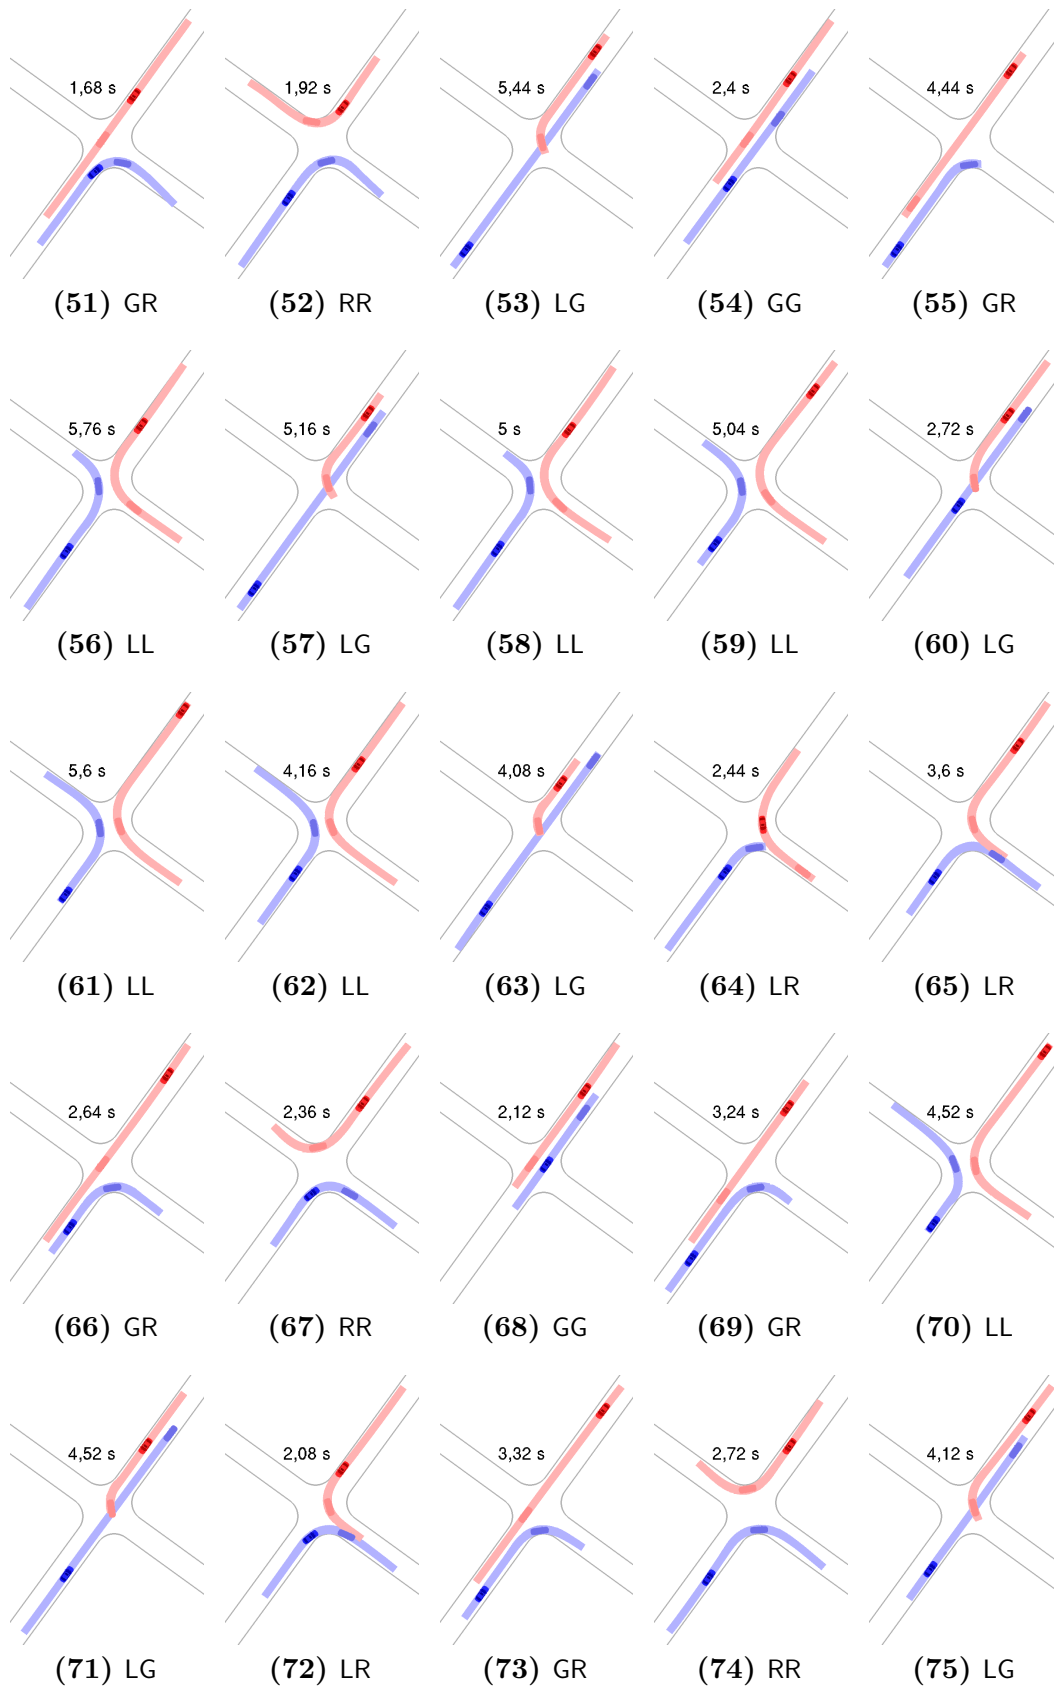 1,68 s 1,92 s 5,44 s 2,4 s 4,44 s
(51) GR (52) RR (53) LG (54) GG (55) GR
5,76 s 5,16 s 5 s 5,04 s 2,72 s
(56) LL (57) LG (58) LL (59) LL (60) LG
5,6 s 4,16 s 4,08 s 2,44 s 3,6 s
(61) LL (62) LL (63) LG (64) LR (65) LR
2,64 s 2,36 s 2,12 s 3,24 s 4,52 s
(66) GR (67) RR (68) GG (69) GR (70) LL
4,52 s 2,08 s 3,32 s 2,72 s 4,12 s
(71) LG (72) LR (73) GR (74) RR (75) LG